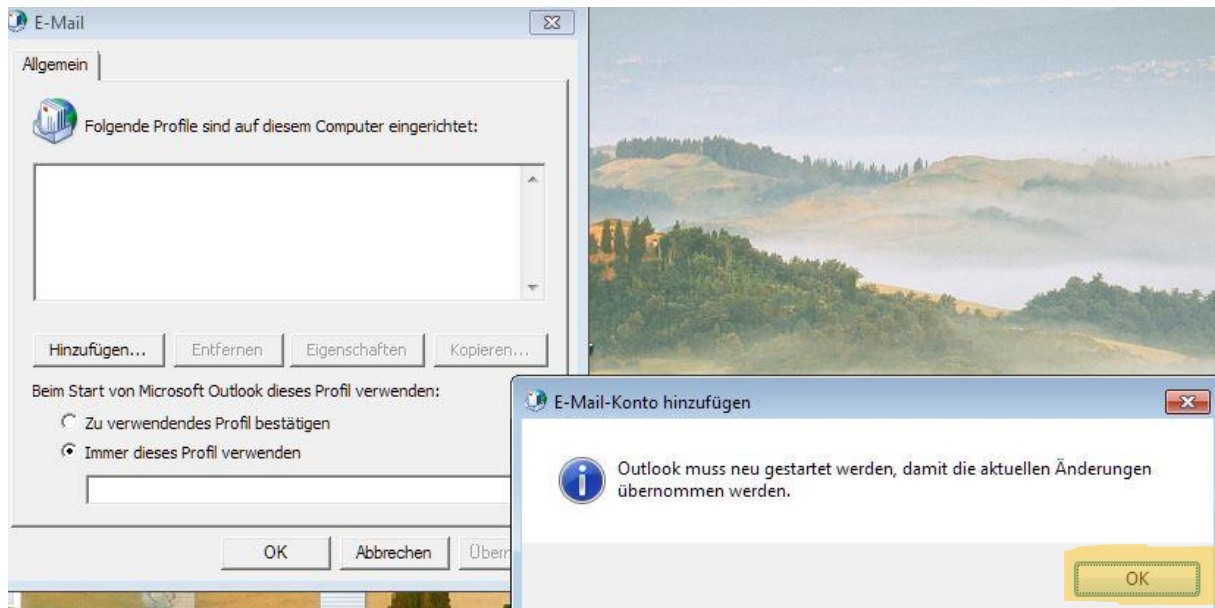 E-Mail
Allgemein
Folgende Profile sind auf diesem Computer eingerichtet:
Hinzufügen...
Entfernen
Eigenschaften
Kopieren...
Beim Start von Microsoft Outlook dieses Profil verwenden:
Zu verwendendes Profil bestätigen
Immer dieses Profil verwenden
OK
Abbrechen
E-Mail-Konto hinzufügen
Outlook muss neu gestartet werden, damit die aktuellen Änderungen
übernommen werden.
OK